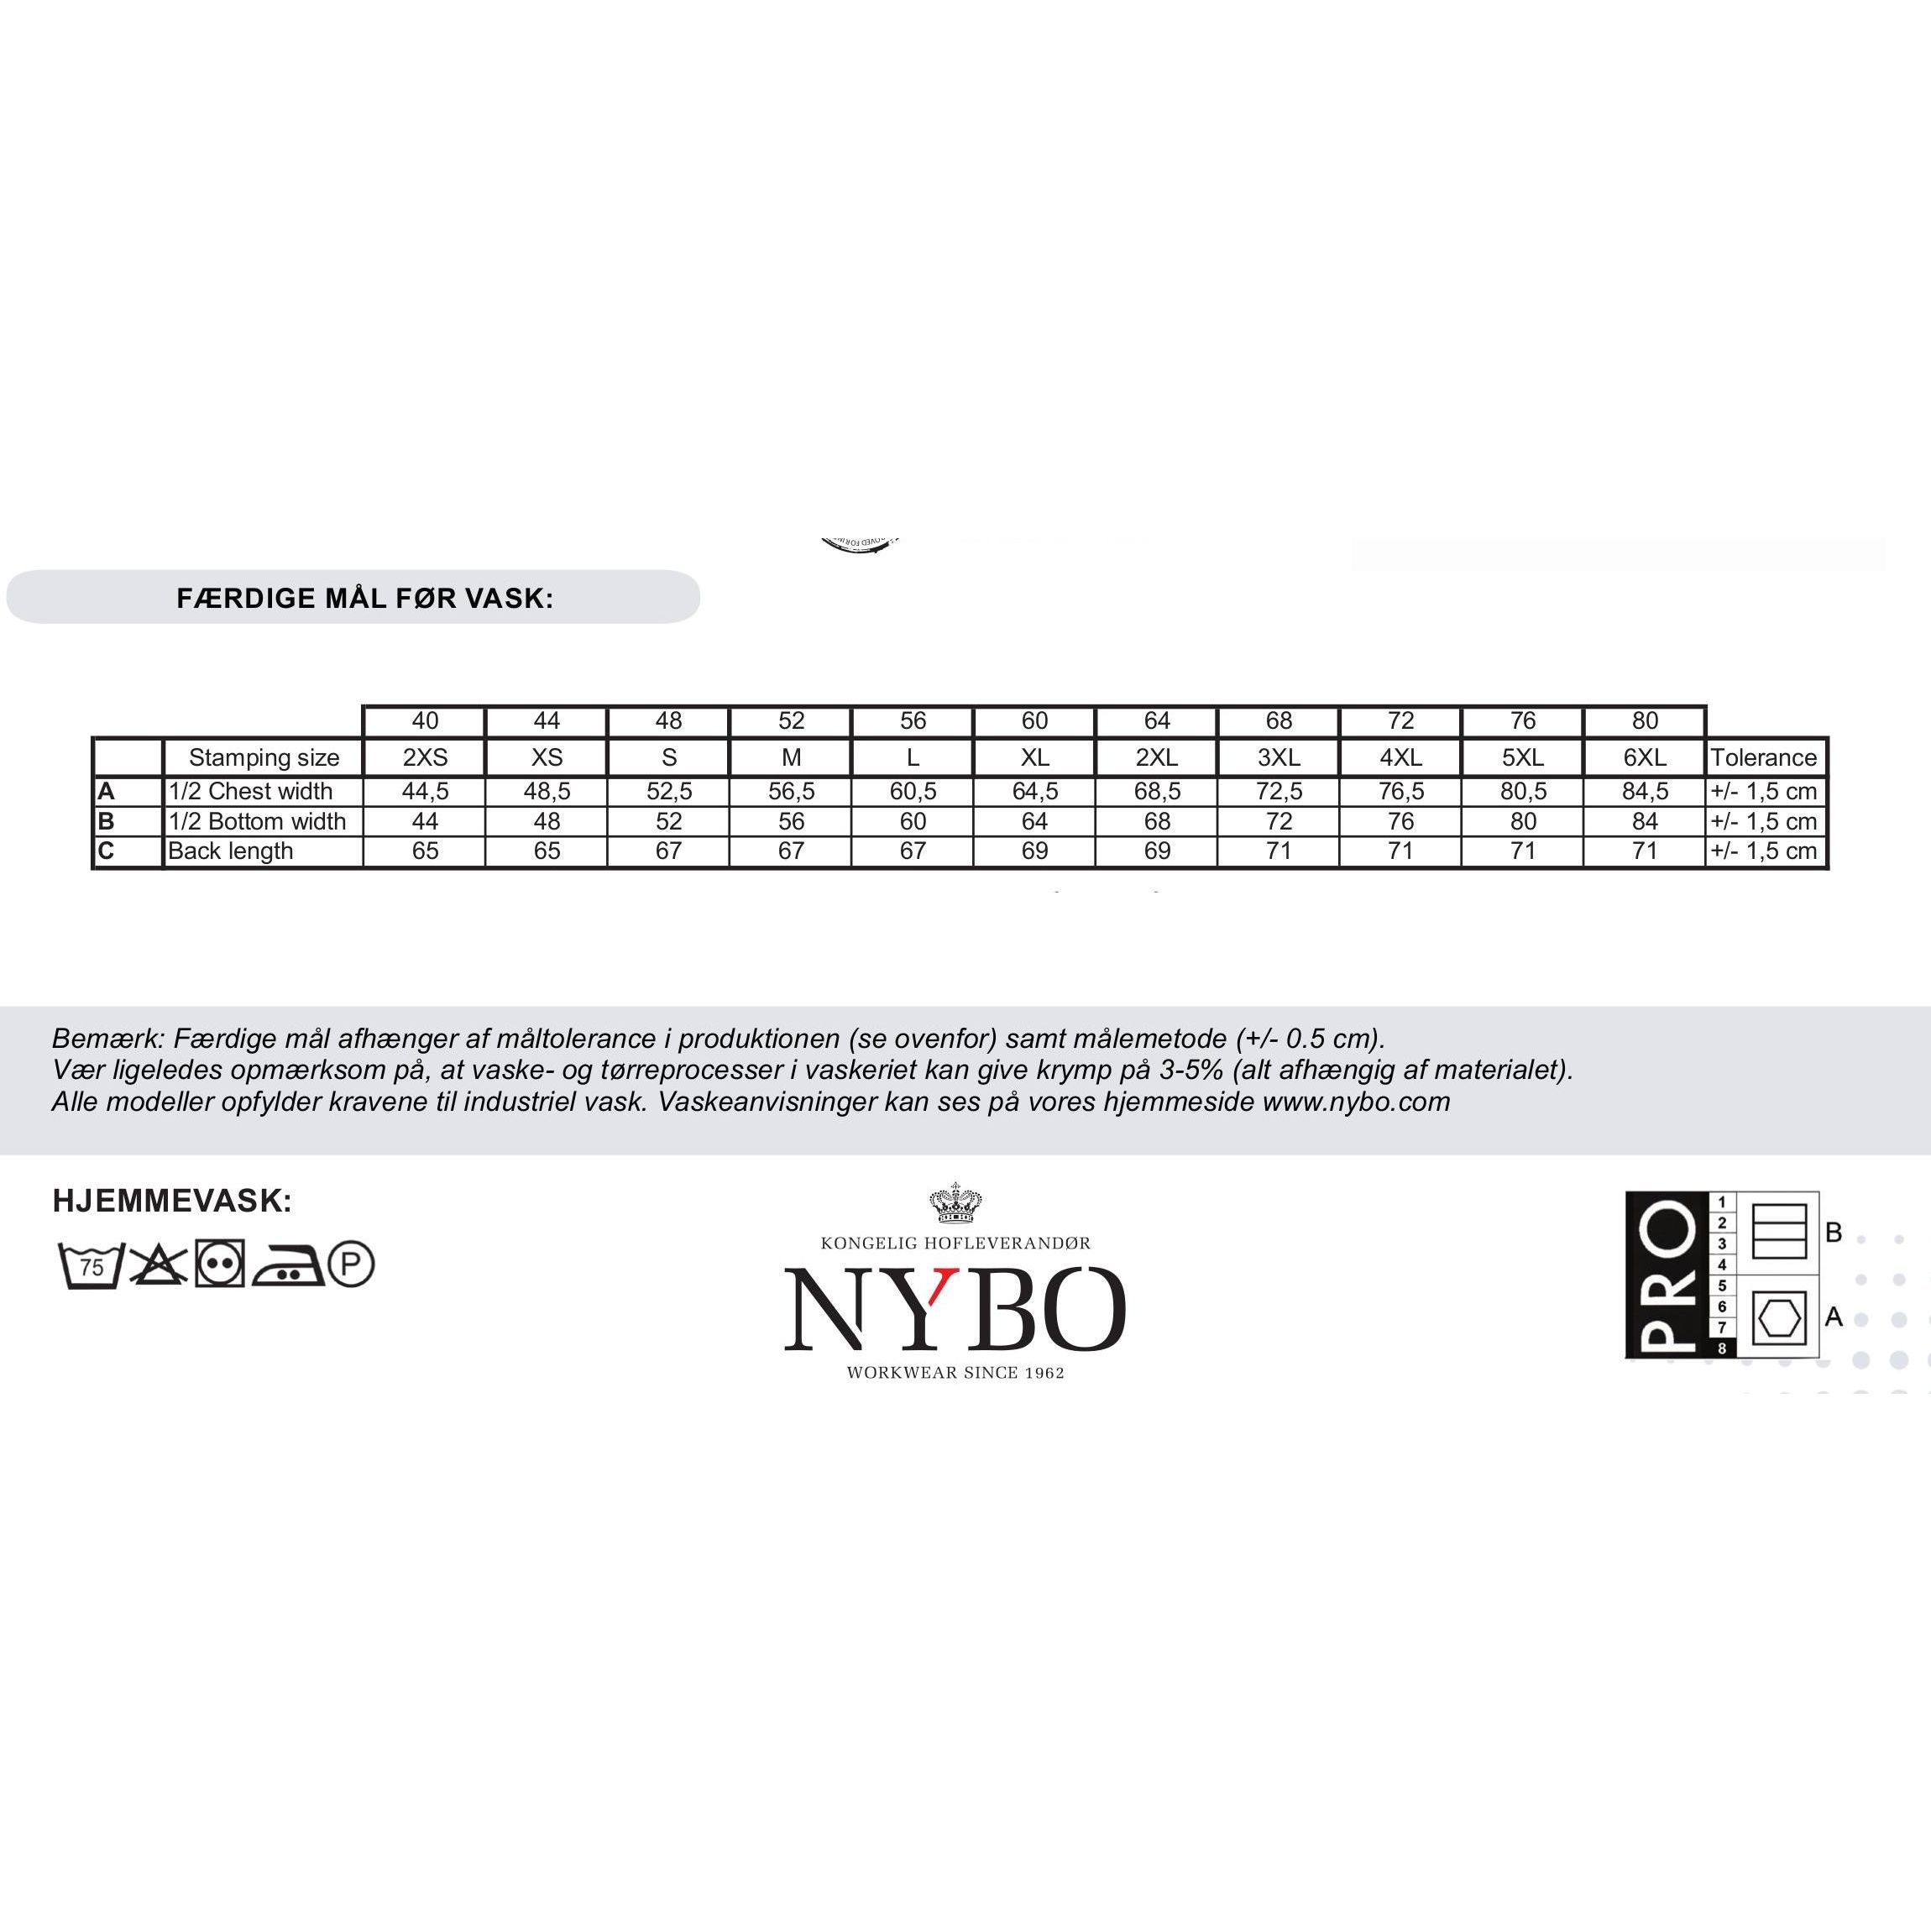 FÆRDIGE MÅL FØR VASK:
40 44 48 52 56 60 64 68 72 76 80
Stamping size 2XS XS S M L XL 2XL 3XL 4XL 5XL 6XL Tolerance
A 1/2 Chest width 44,5 48,5 52,5 56,5 60,5 64,5 68,5 72,5 76,5 80,5 84,5 +/- 1,5 cm
B 1/2 Bottom width 44 48 52 56 60 64 68 72 76 80 84 +/- 1,5 cm
C Back length 65 65 67 67 67 69 69 71 71 71 71 +/- 1,5 cm
Bemærk: Færdige mål afhænger af måltolerance i produktionen (se ovenfor) samt målemetode (+/- 0.5 cm).
Vær ligeledes opmærksom på, at vaske- og tørreprocesser i vaskeriet kan give krymp på 3-5% (alt afhængig af materialet).
Alle modeller opfylder kravene til industriel vask. Vaskeanvisninger kan ses på vores hjemmeside www.nybo.com
HJEMMEVASK:
75 P
KONGELIG HOFLEVERANDØR
NYBO
WORKWEAR SINCE 1962
PRO
1
2
3
4
5
6
7
8
B
A